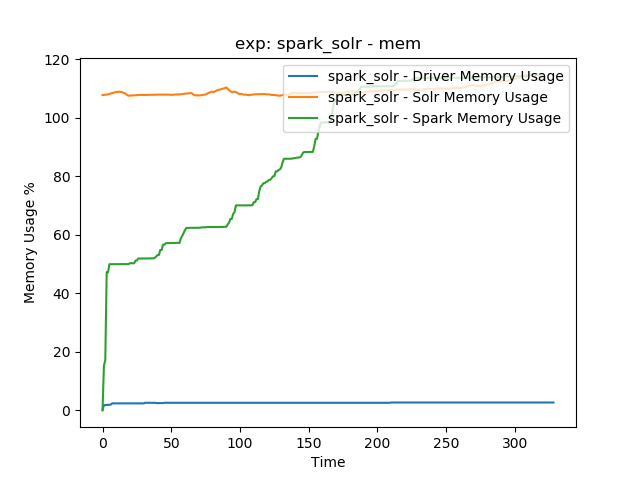 exp: spark_solr - mem
spark_solr - Driver Memory Usage
spark_solr - Solr Memory Usage
spark_solr - Spark Memory Usage
120
100
80
60
40
20
0
Memory Usage %
0 50 100 150 200 250 300
Time